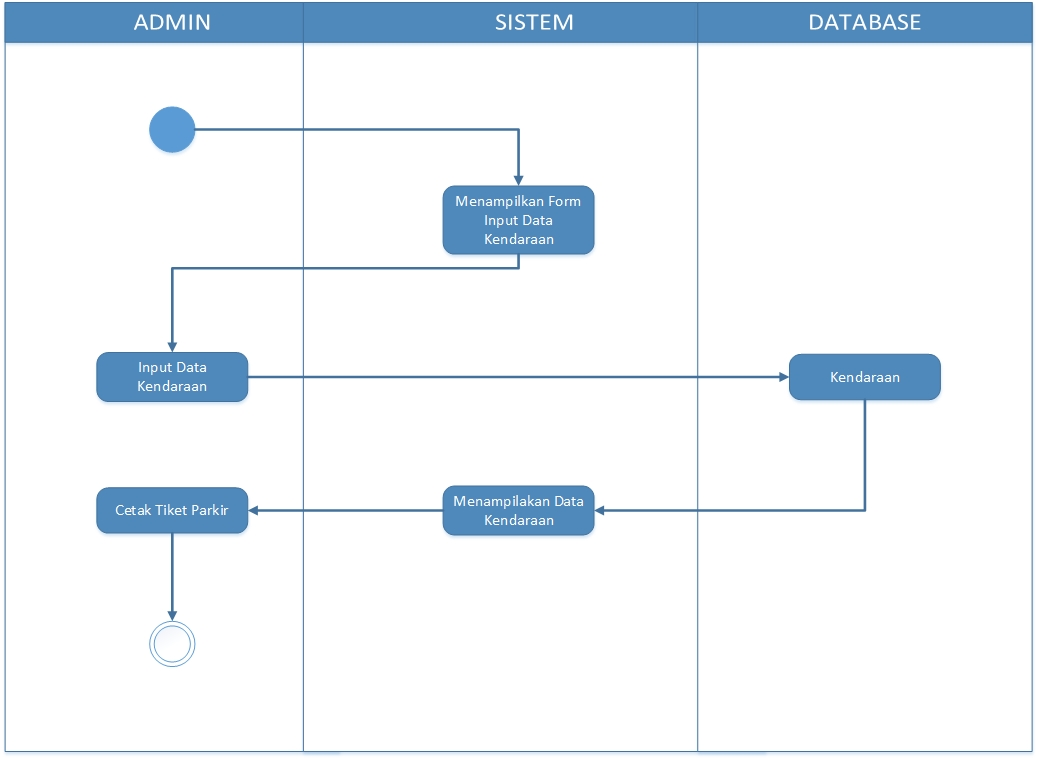 ADMIN
SISTEM
DATABASE
Menampilkan Form
Input Data
Kendaraan
Input Data
Kendaraan
Kendaraan
Cetak Tiket Parkir
Menampilakan Data
Kendaraan